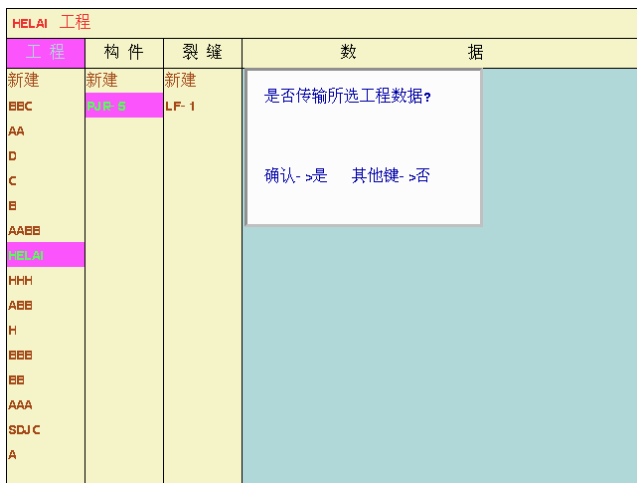 HELAI 工程
工 程 构 件 裂 缝 数 据
新建 新建 新建
BBC PJR-5 LF-1
AA
D
C
B
AABB
HELAI
HHH
ABB
H
BBB
BB
AAA
SDJC
A
是否传输所选工程数据?
确认->是 其他键->否